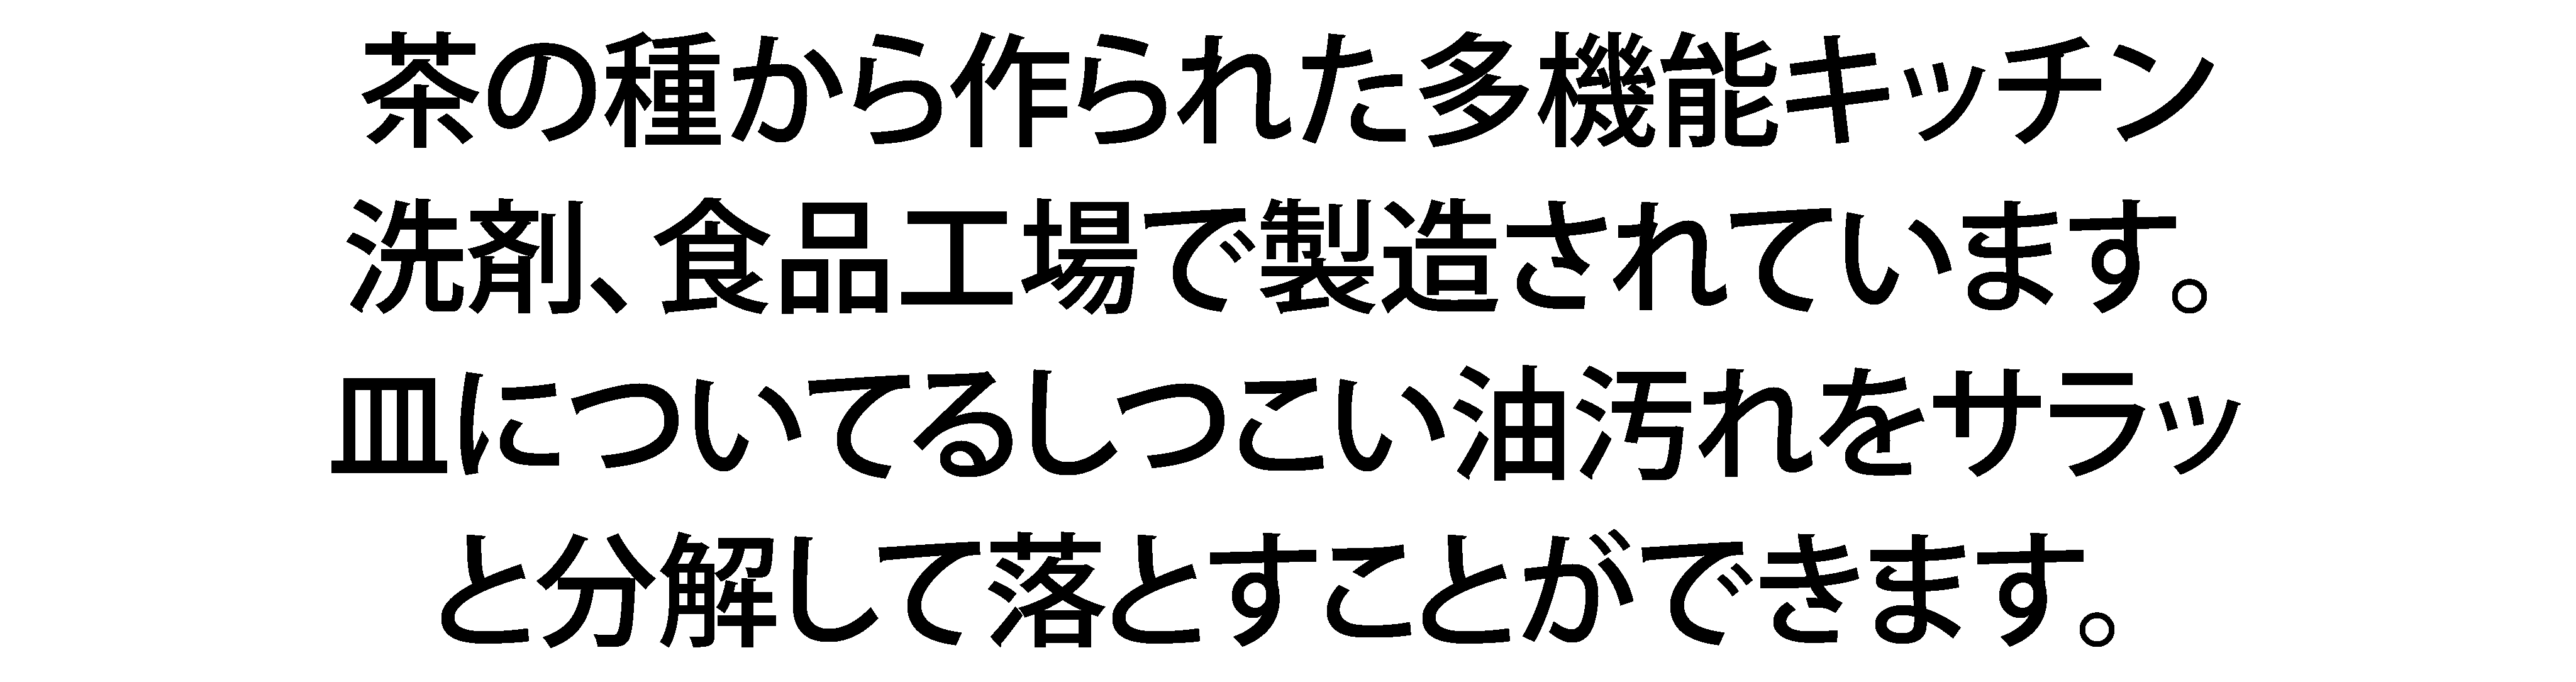 茶の種から作られた多機能キッチン
洗剤、食品工場で製造されています。
皿についてるしつこい油汚れをサラッ
と分解して落とすことができます。